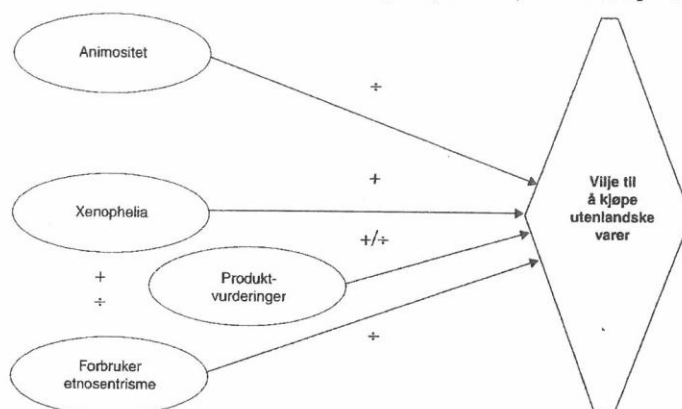 Animositet
÷
+
Vilje til
å kjøpe
utenlandske
varer
Xenophelia
+/÷
Produkt-
vurderinger
+
÷
÷
Forbruker
etnosentrisme